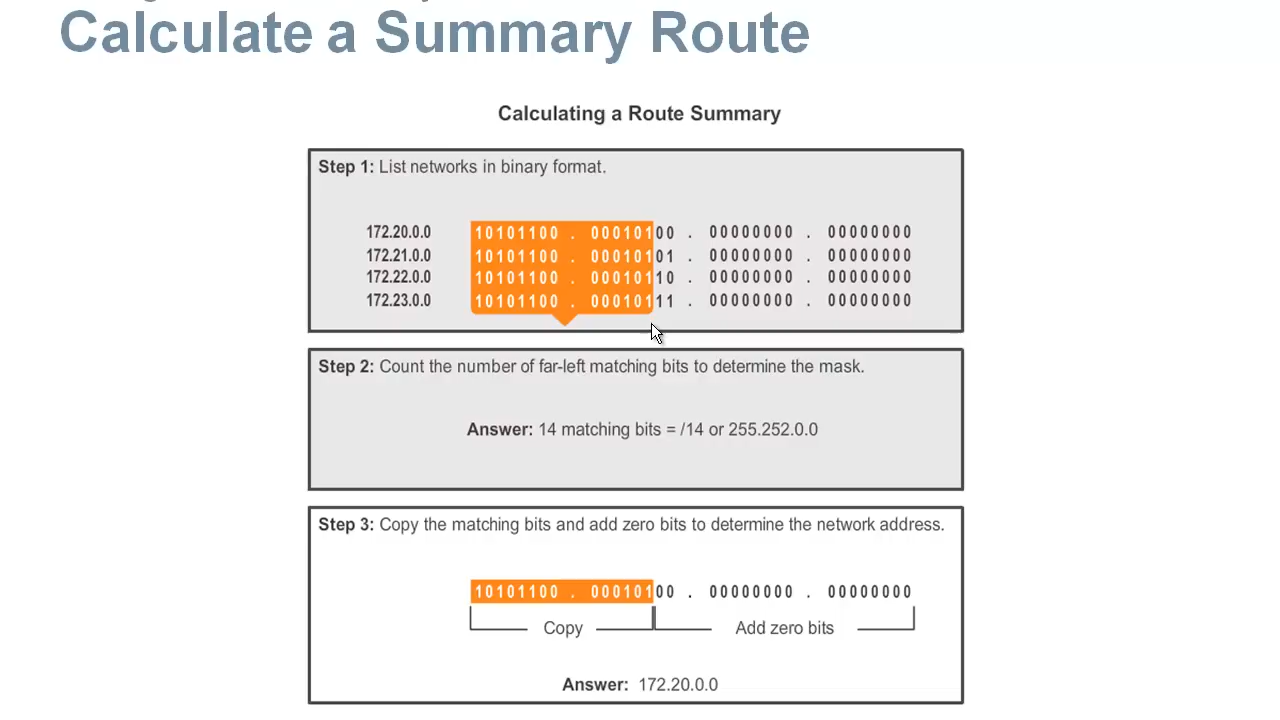 Calculate a Summary Route
Calculating a Route Summary
Step 1: List networks in binary format.
172.20.0.0 10101100 . 00010100 . 00000000 . 00000000
172.21.0.0 10101100 . 00010101 . 00000000 . 00000000
172.22.0.0 10101100 . 00010110 . 00000000 . 00000000
172.23.0.0 10101100 . 00010111 . 00000000 . 00000000
Step 2: Count the number of far-left matching bits to determine the mask.
Answer: 14 matching bits = /14 or 255.252.0.0
Step 3: Copy the matching bits and add zero bits to determine the network address.
10101100 . 00010100 . 00000000 . 00000000
Copy Add zero bits
Answer: 172.20.0.0